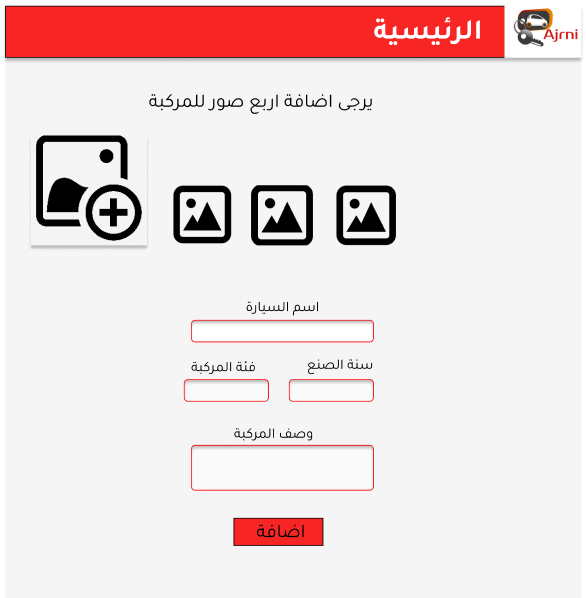 الرئيسية
Ajrni
يرجى اضافة اربع صور للمركبة
اسم السيارة
سنة الصنع
فئة المركبة
وصف المركبة
اضافة